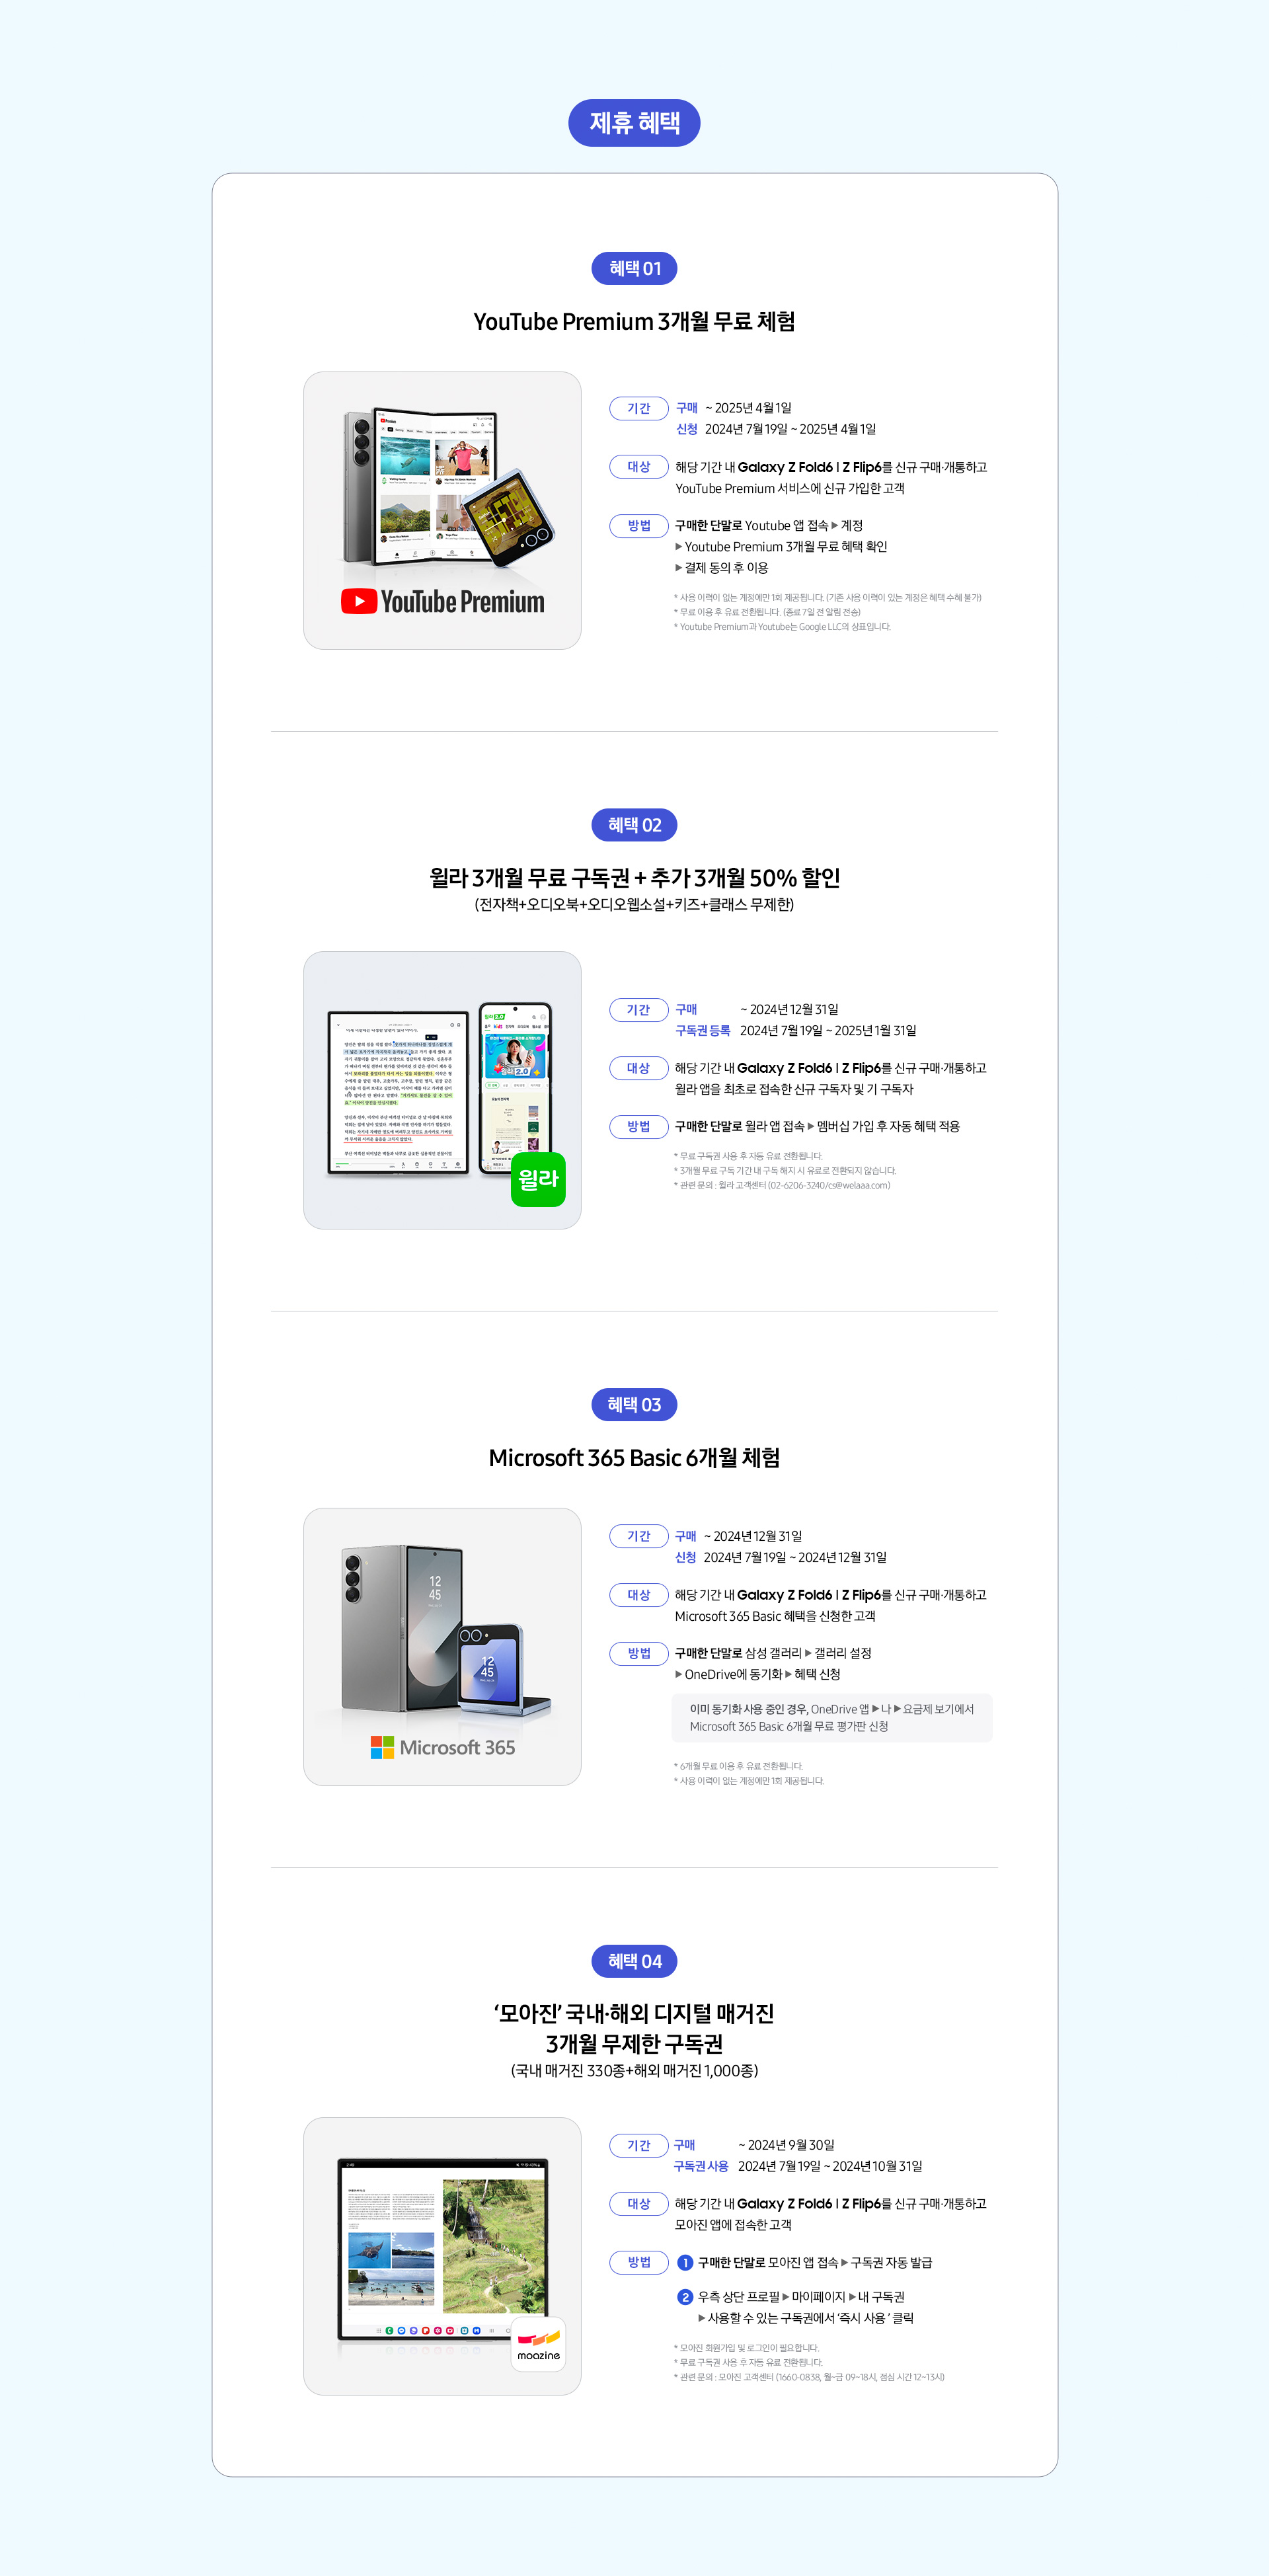 제휴 혜택
혜택 01
YouTube Premium 3개월 무료 체험
기간 구매 ~ 2025년 4월 1일
신청 2024년 7월 19일 ~ 2025년 4월 1일
대상 해당 기간 내 Galaxy Z Fold6 I Z Flip6를 신규 구매·개통하고
YouTube Premium 서비스에 신규 가입한 고객
방법 구매한 단말로 Youtube 앱 접속 ▶ 계정
▶ Youtube Premium 3개월 무료 혜택 확인
▶ 결제 동의 후 이용
YouTube Premium
* 사용 이력이 없는 계정에만 1회 제공됩니다. (기존 사용 이력이 있는 계정은 혜택 수혜 불가)
* 무료 이용 후 유료 전환됩니다. (종료 7일 전 알림 전송)
* Youtube Premium과 Youtube는 Google LLC의 상표입니다.
혜택 02
윌라 3개월 무료 구독권 + 추가 3개월 50% 할인
(전자책+오디오북+오디오웹소설+키즈+클래스 무제한)
기간 구매 ~ 2024년 12월 31일
구독권 등록 2024년 7월 19일 ~ 2025년 1월 31일
대상 해당 기간 내 Galaxy Z Fold6 I Z Flip6를 신규 구매·개통하고
윌라 앱을 최초로 접속한 신규 구독자 및 기 구독자
방법 구매한 단말로 윌라 앱 접속 ▶ 멤버십 가입 후 자동 혜택 적용
* 무료 구독권 사용 후 자동 유료 전환됩니다.
* 3개월 무료 구독 기간 내 구독 해지 시 유료로 전환되지 않습니다.
* 관련 문의 : 윌라 고객센터 (02-6206-3240/cs@welaaa.com)
윌라
혜택 03
Microsoft 365 Basic 6개월 체험
기간 구매 ~ 2024년 12월 31일
신청 2024년 7월 19일 ~ 2024년 12월 31일
대상 해당 기간 내 Galaxy Z Fold6 I Z Flip6를 신규 구매·개통하고
Microsoft 365 Basic 혜택을 신청한 고객
12
45
12
45
방법 구매한 단말로 삼성 갤러리 ▶ 갤러리 설정
▶ OneDrive에 동기화 ▶ 혜택 신청
이미 동기화 사용 중인 경우, OneDrive 앱 ▶ 나 ▶ 요금제 보기에서
Microsoft 365 Basic 6개월 무료 평가판 신청
Microsoft 365
* 6개월 무료 이용 후 유료 전환됩니다.
* 사용 이력이 없는 계정에만 1회 제공됩니다.
혜택 04
‘모아진’ 국내·해외 디지털 매거진
3개월 무제한 구독권
(국내 매거진 330종+해외 매거진 1,000종)
기간 구매 ~ 2024년 9월 30일
구독권 사용 2024년 7월 19일 ~ 2024년 10월 31일
대상 해당 기간 내 Galaxy Z Fold6 I Z Flip6를 신규 구매·개통하고
모아진 앱에 접속한 고객
방법 1 구매한 단말로 모아진 앱 접속 ▶ 구독권 자동 발급
2 우측 상단 프로필 ▶ 마이페이지 ▶ 내 구독권
▶ 사용할 수 있는 구독권에서 ‘즉시 사용 ’ 클릭
moazine
* 모아진 회원가입 및 로그인이 필요합니다.
* 무료 구독권 사용 후 자동 유료 전환됩니다.
* 관련 문의 : 모아진 고객센터 (1660-0838, 월~금 09~18시, 점심 시간 12~13시)